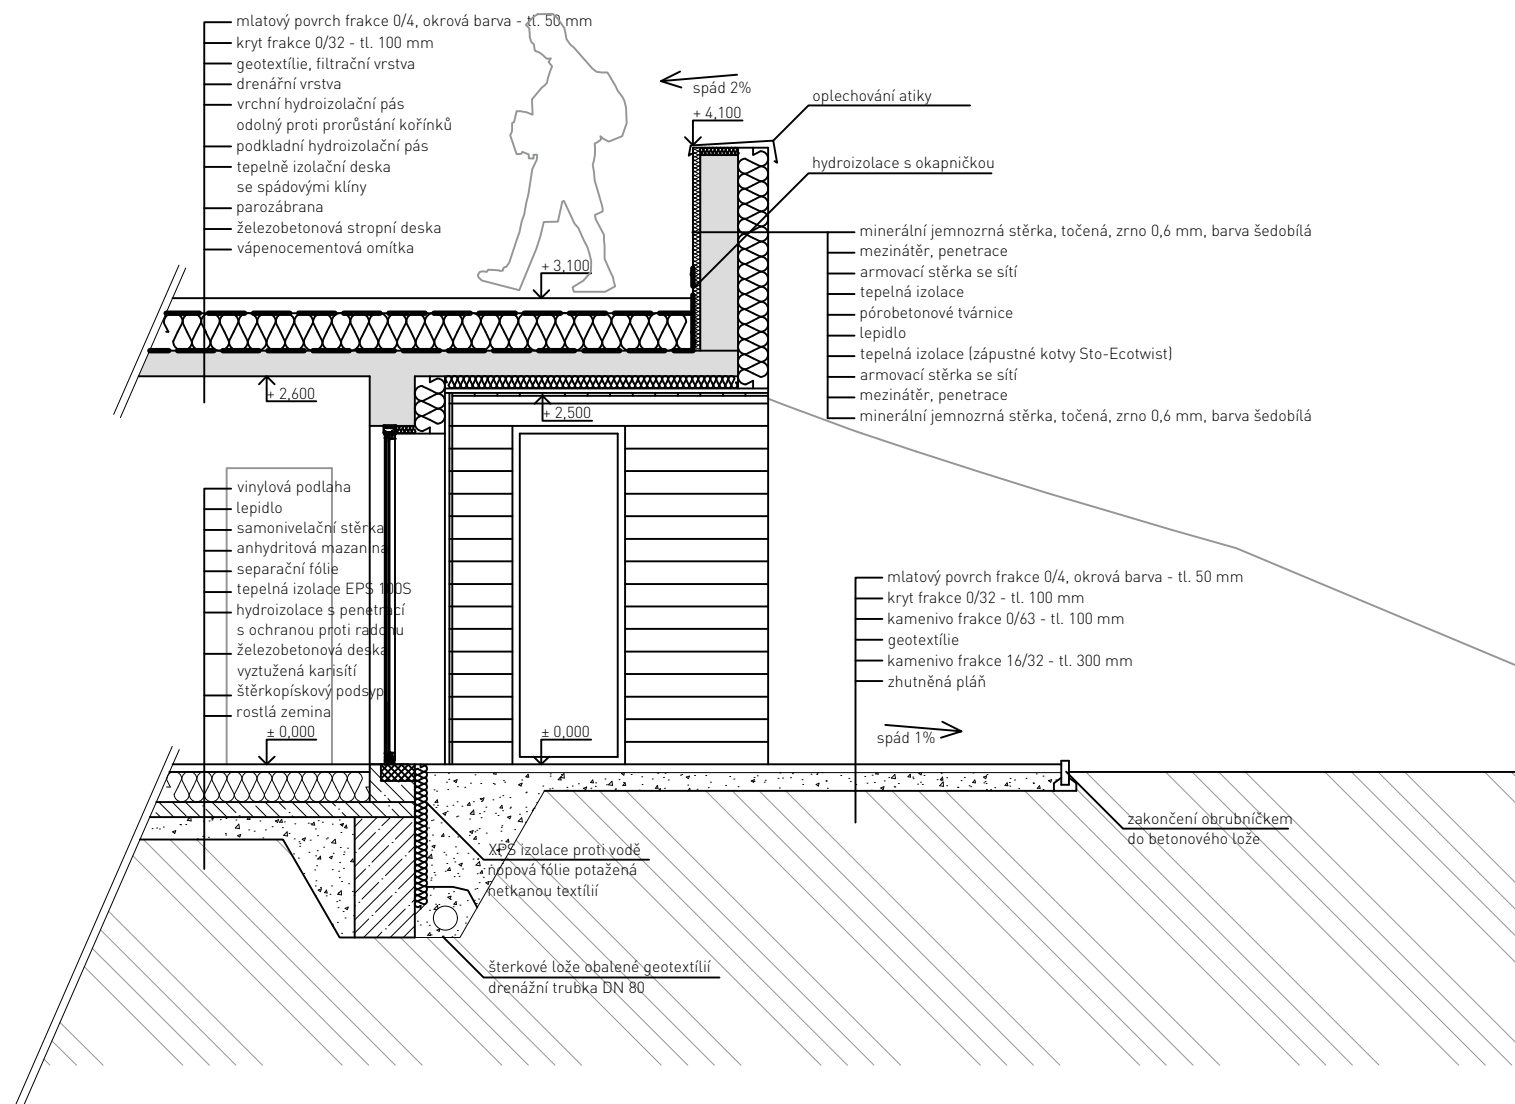 mlatový povrch frakce 0/4, okrová barva - tl. 50 mm
kryt frakce 0/32 - tl. 100 mm
geotextílie, filtrační vrstva
drenářní vrstva
vrchní hydroizolační pás
odolný proti prorůstání kořínků
podkladní hydroizolační pás
tepelně izolační deska
se spádovými klíny
parozábrana
železobetonová stropní deska
vápenocementová omítka
spád 2%
+ 4,100
oplechování atiky
hydroizolace s okapničkou
minerální jemnozrná stěrka, točená, zrno 0,6 mm, barva šedobílá
mezinátěr, penetrace
armovací stěrka se sítí
tepelná izolace
pórobetonové tvárnice
lepidlo
tepelná izolace (zápustné kotvy Sto-Ecotwist)
armovací stěrka se sítí
mezinátěr, penetrace
minerální jemnozrná stěrka, točená, zrno 0,6 mm, barva šedobílá
+ 3,100
+ 2,600
+ 2,500
vinylová podlaha
lepidlo
samonivelační stěrka
anhydritová mazanina
separační fólie
tepelná izolace EPS 100S
hydroizolace s penetrací
s ochranou proti radonu
železobetonová deska
vyztužená karisítí
štěrkopískový podsyp
rostlá zemina
± 0,000
± 0,000
mlatový povrch frakce 0/4, okrová barva - tl. 50 mm
kryt frakce 0/32 - tl. 100 mm
kamenivo frakce 0/63 - tl. 100 mm
geotextílie
kamenivo frakce 16/32 - tl. 300 mm
zhutněná pláň
spád 1%
zakončení obrubníčkem
do betonového lože
XPS izolace proti vodě
nopová fólie potažená
netkanou textílií
šterkové lože obalené geotextílií
drenážní trubka DN 80